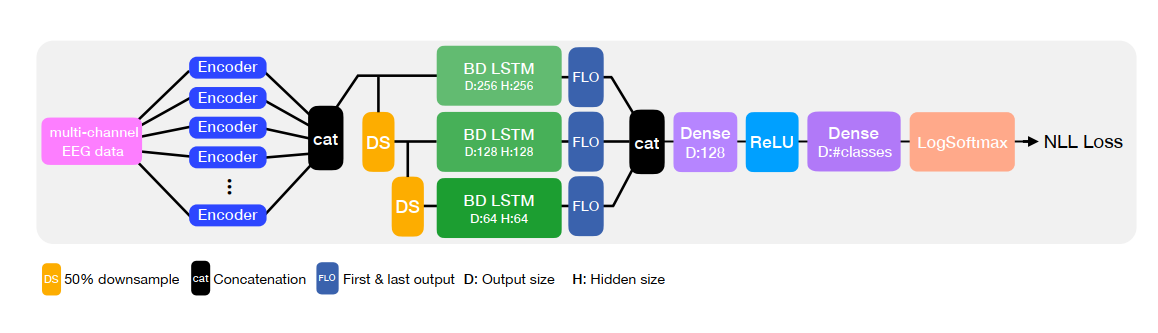 multi-channel
EEG data
Encoder
Encoder
Encoder
Encoder
Encoder
cat
DS
DS
BD LSTM
D:256 H:256
FLO
BD LSTM
D:128 H:128
FLO
BD LSTM
D:64 H:64
FLO
cat
Dense
D:128
ReLU
Dense
D:#classes
LogSoftmax
NLL Loss
DS 50% downsample cat Concatenation FLO First & last output D: Output size H: Hidden size